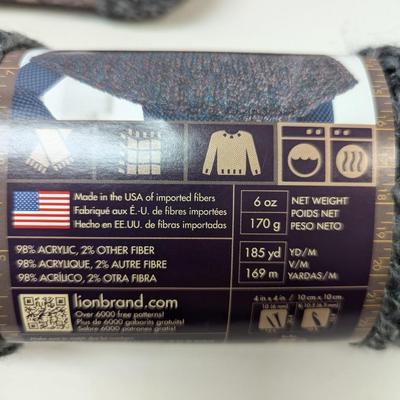 Made in the USA of imported fibers
Fabriqué aux É.-U. de fibres importées
Hecho en EE.UU. de fibras importadas
6 oz NET WEIGHT
170 g POIDS NET
PESO NETO
98% ACRYLIC, 2% OTHER FIBER
98% ACRYLIQUE, 2% AUTRE FIBRE
98% ACRÍLICO, 2% OTRA FIBRA
185 yd YD/M
169 m V/M
YARDAS/M
lionbrand.com
Over 6000 free patterns!
Plus de 6000 gabarits gratuits!
Sobre 6000 patrones gratis!
4 in x 4 in / 10 cm x 10 cm